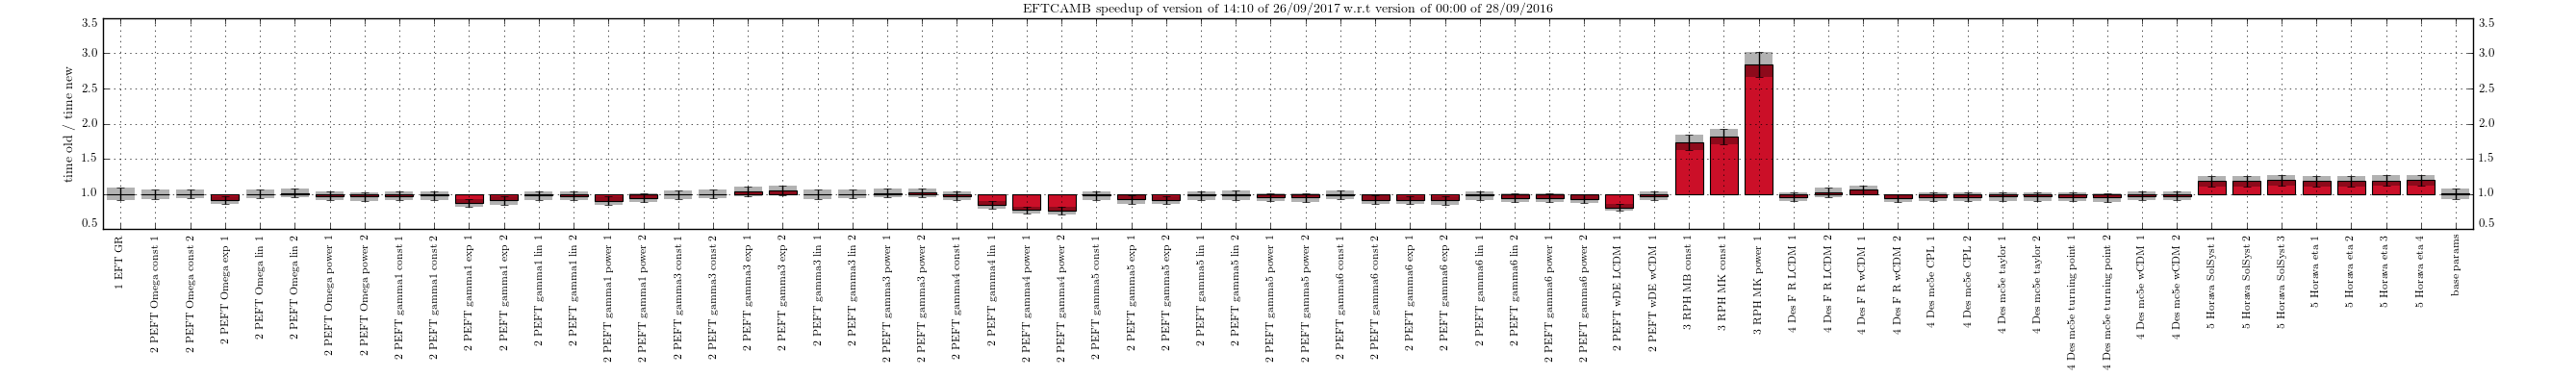 EFTCAMB speedup of version of 14:10 of 26/09/2017 w.r.t version of 00:00 of 28/09/2016
time old / time new
3.5
3.0
2.5
2.0
1.5
1.0
0.5
3.5
3.0
2.5
2.0
1.5
1.0
0.5
1 EFT GR
2 PEFT Omega const 1
2 PEFT Omega const 2
2 PEFT Omega exp 1
2 PEFT Omega lin 1
2 PEFT Omega lin 2
2 PEFT Omega power 1
2 PEFT Omega power 2
2 PEFT gamma1 const 1
2 PEFT gamma1 const 2
2 PEFT gamma1 exp 1
2 PEFT gamma1 exp 2
2 PEFT gamma1 lin 1
2 PEFT gamma1 lin 2
2 PEFT gamma1 power 1
2 PEFT gamma1 power 2
2 PEFT gamma3 const 1
2 PEFT gamma3 const 2
2 PEFT gamma3 exp 1
2 PEFT gamma3 exp 2
2 PEFT gamma3 lin 1
2 PEFT gamma3 lin 2
2 PEFT gamma3 power 1
2 PEFT gamma3 power 2
2 PEFT gamma4 const 1
2 PEFT gamma4 lin 1
2 PEFT gamma4 power 1
2 PEFT gamma4 power 2
2 PEFT gamma5 const 1
2 PEFT gamma5 exp 1
2 PEFT gamma5 exp 2
2 PEFT gamma5 lin 1
2 PEFT gamma5 lin 2
2 PEFT gamma5 power 1
2 PEFT gamma5 power 2
2 PEFT gamma6 const 1
2 PEFT gamma6 const 2
2 PEFT gamma6 exp 1
2 PEFT gamma6 exp 2
2 PEFT gamma6 lin 1
2 PEFT gamma6 lin 2
2 PEFT gamma6 power 1
2 PEFT gamma6 power 2
2 PEFT wDE LCDM 1
2 PEFT wDE wCDM 1
3 RPH MB const 1
3 RPH MK const 1
3 RPH MK power 1
4 Des F R LCDM 1
4 Des F R LCDM 2
4 Des F R wCDM 1
4 Des F R wCDM 2
4 Des mc5e CPL 1
4 Des mc5e CPL 2
4 Des mc5e taylor 1
4 Des mc5e taylor 2
4 Des mc5e turning point 1
4 Des mc5e turning point 2
4 Des mc5e wCDM 1
4 Des mc5e wCDM 2
5 Horava SolSyst 1
5 Horava SolSyst 2
5 Horava SolSyst 3
5 Horava eta 1
5 Horava eta 2
5 Horava eta 3
5 Horava eta 4
base params